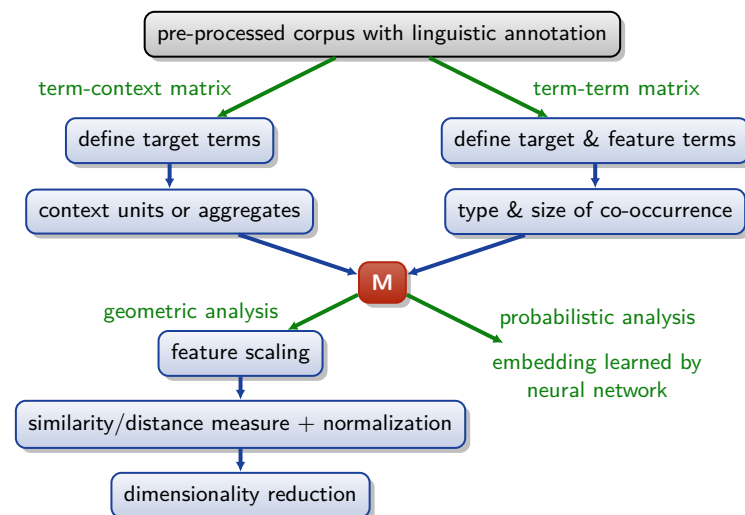 pre-processed corpus with linguistic annotation
term-context matrix
term-term matrix
define target terms
define target & feature terms
context units or aggregates
type & size of co-occurrence
M
geometric analysis
probabilistic analysis
feature scaling
embedding learned by
neural network
similarity/distance measure + normalization
dimensionality reduction